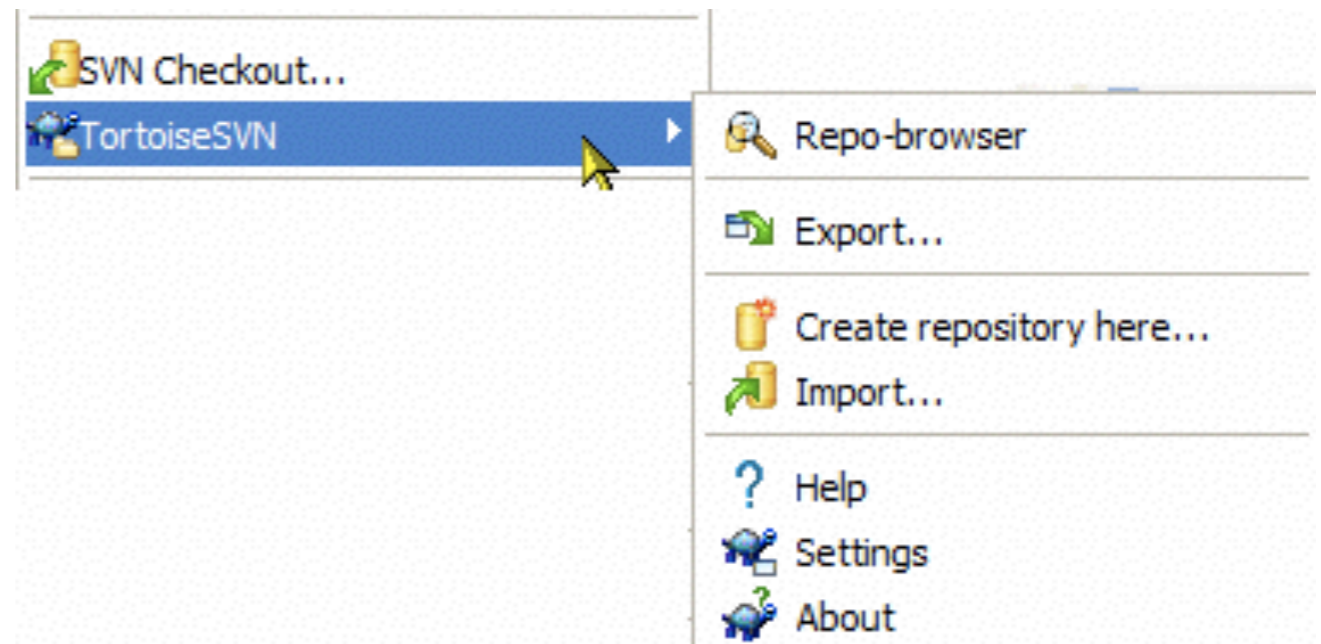 SVN Checkout...
TortoiseSVN
Repo-browser
Export...
Create repository here...
Import...
Help
Settings
About